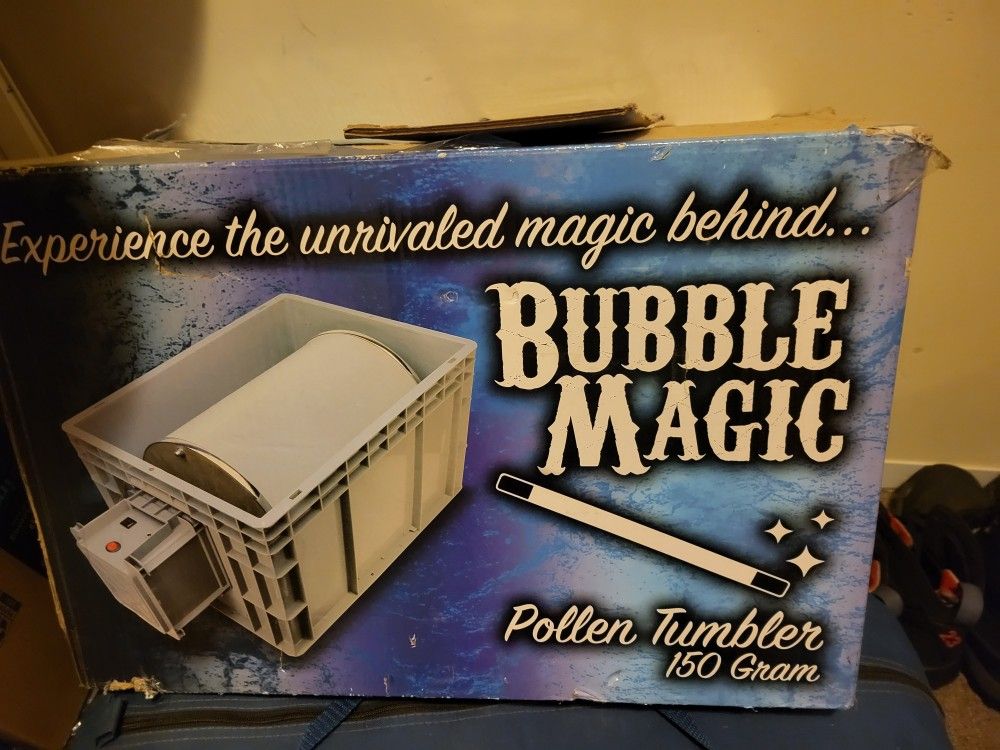 Experience the unrivaled magic behind...
BUBBLE
MAGIC
Pollen Tumbler
150 Gram